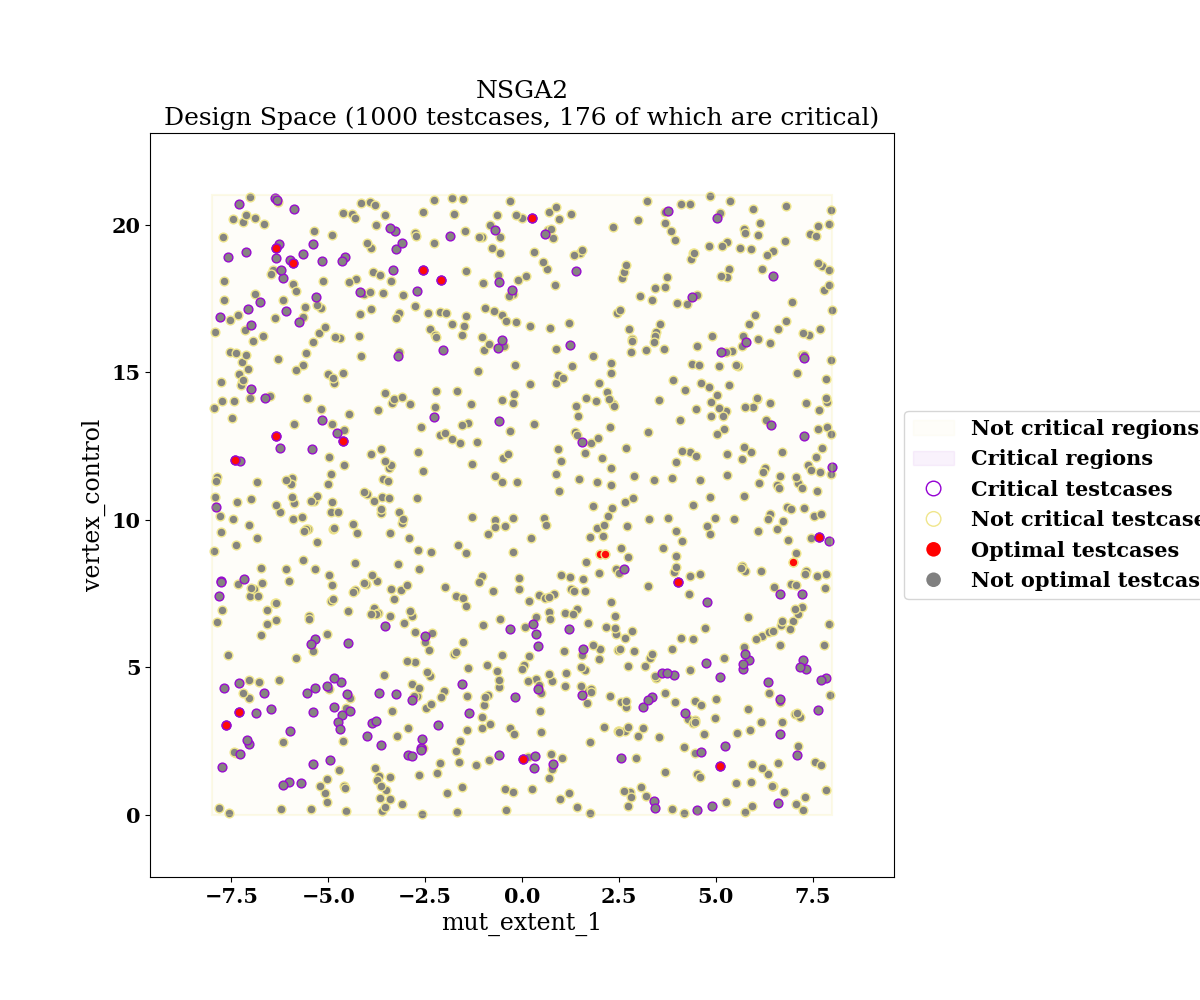 NSGA2
Design Space (1000 testcases, 176 of which are critical)
20
15
10
5
0
vertex_control
−7.5
−5.0
−2.5
0.0
2.5
5.0
7.5
mut_extent_1
Not critical regions
Critical regions
Critical testcases
Not critical testcase
Optimal testcases
Not optimal testcas